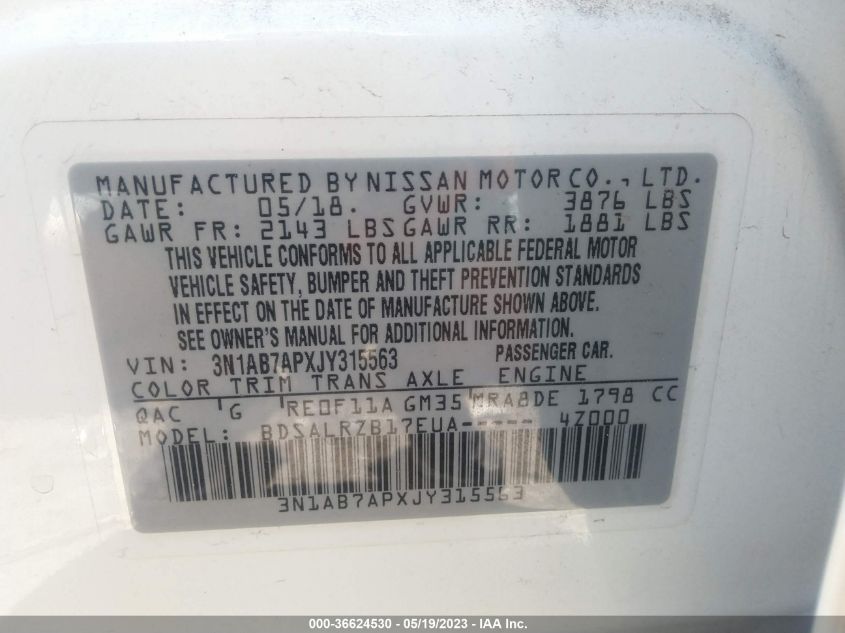 MANUFACTURED BY NISSAN MOTOR CO., LTD.
DATE: 05/18. GVWR: 3876 LBS
GAWR FR: 2143 LBS GAWR RR: 1881 LBS
THIS VEHICLE CONFORMS TO ALL APPLICABLE FEDERAL MOTOR
VEHICLE SAFETY, BUMPER AND THEFT PREVENTION STANDARDS
IN EFFECT ON THE DATE OF MANUFACTURE SHOWN ABOVE.
SEE OWNER'S MANUAL FOR ADDITIONAL INFORMATION.
VIN: 3N1AB7APXJY315563 PASSENGER CAR.
COLOR TRIM TRANS AXLE ENGINE
QAC G RE0F11A GM35 MRA8DE 1798 CC
MODEL: BDSALRZB17EUA----- 4Z000
3N1AB7APXJY315563
000-36624530 - 05/19/2023 - IAA Inc.